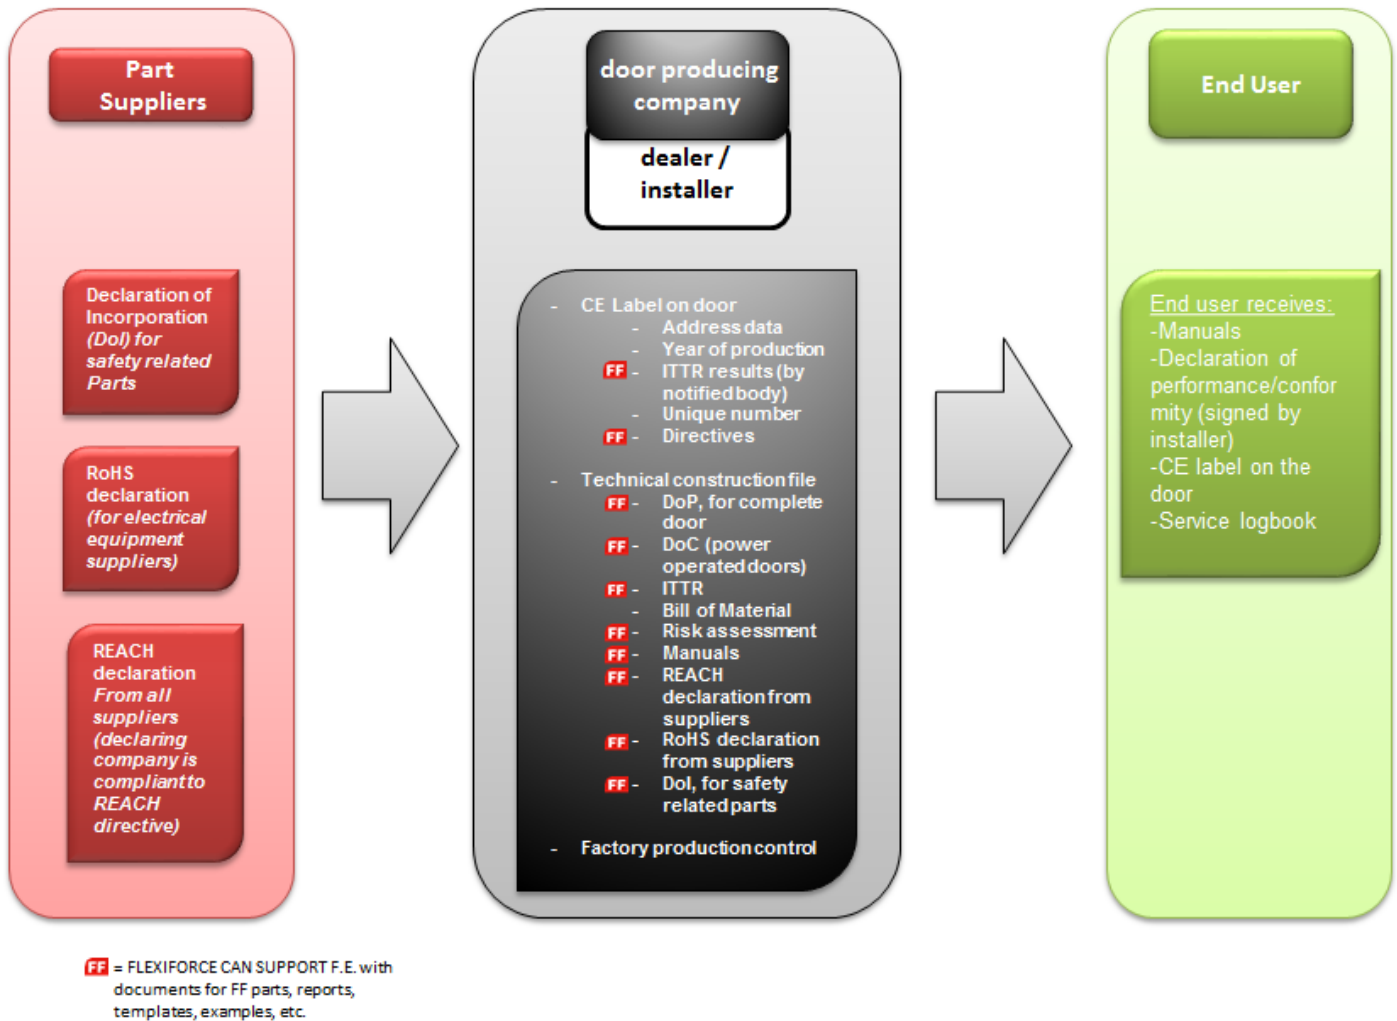 Part
Suppliers
Declaration of
Incorporation
(DoI) for
safety related
Parts
RoHS
declaration
(for electrical
equipment
suppliers)
REACH
declaration
From all
suppliers
(declaring
company is
compliant to
REACH
directive)
door producing
company
dealer /
installer
- CE Label on door
- Address data
- Year of production
FF - ITTR results (by
notified body)
- Unique number
FF - Directives
- Technical construction file
FF - DoP, for complete
door
FF - DoC (power
operated doors)
FF - ITTR
- Bill of Material
FF - Risk assessment
FF - Manuals
FF - REACH
declaration from
suppliers
FF - RoHS declaration
from suppliers
FF - DoI, for safety
related parts
- Factory production control
End User
End user receives:
-Manuals
-Declaration of
performance/confor
mity (signed by
installer)
-CE label on the
door
-Service logbook
FF = FLEXIFORCE CAN SUPPORT F.E. with
documents for FF parts, reports,
templates, examples, etc.